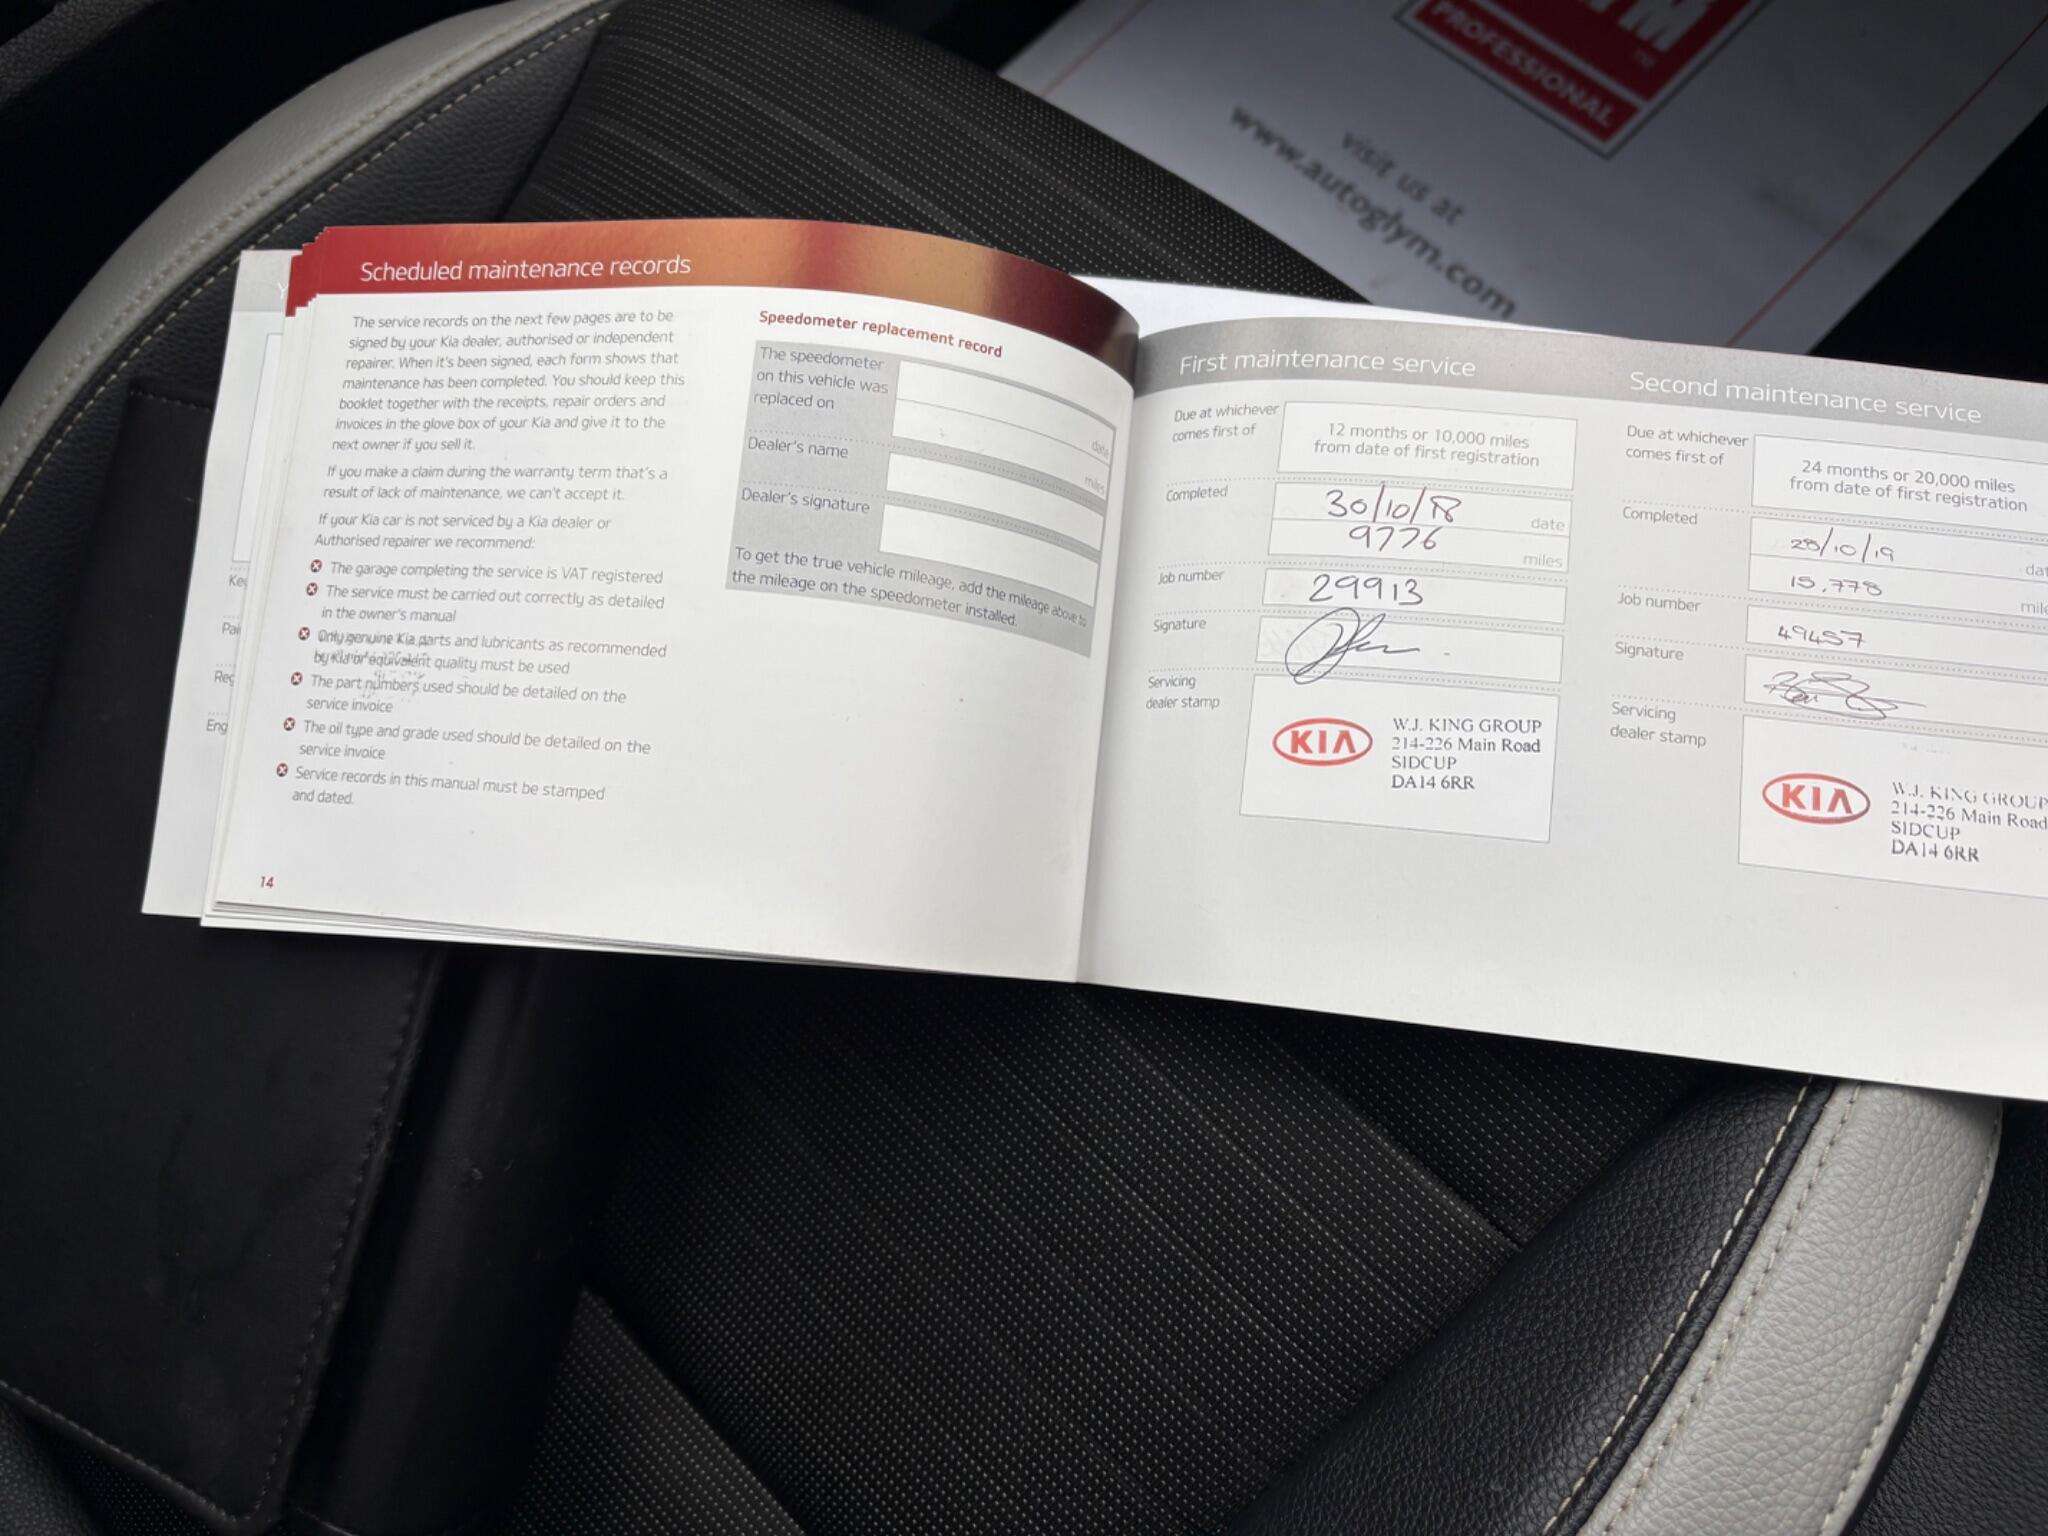 PROFESSIONAL
visit us at
www.autoglym.com
Scheduled maintenance records
The service records on the next few pages are to be
signed by your Kia dealer, authorised or independent
repairer. When it's been signed, each form shows that
maintenance has been completed. You should keep this
booklet together with the receipts, repair orders and
invoices in the glove box of your Kia and give it to the
next owner if you sell it.
If you make a claim during the warranty term that's a
result of lack of maintenance, we can't accept it.
If your Kia car is not serviced by a Kia dealer or
Authorised repairer we recommend:
The garage completing the service is VAT registered
The service must be carried out correctly as detailed
in the owner's manual
Only genuine Kia parts and lubricants as recommended
by Kia or equivalent quality must be used
The part numbers used should be detailed on the
service invoice
The oil type and grade used should be detailed on the
service invoice
Service records in this manual must be stamped
and dated.
14
Speedometer replacement record
The speedometer
on this vehicle was
replaced on
date
miles
Dealer's name
Dealer's signature
To get the true vehicle mileage, add the mileage above to
the mileage on the speedometer installed.
First maintenance service
Due at whichever
comes first of
12 months or 10,000 miles
from date of first registration
Completed
30/10/18
date
9776
miles
Job number
29913
Signature
Servicing
dealer stamp
KIA
W.J. KING GROUP
214-226 Main Road
SIDCUP
DA14 6RR
Second maintenance service
Due at whichever
comes first of
24 months or 20,000 miles
from date of first registration
Completed
/10/19
dat
15,778
mile
Job number
49457
Signature
Servicing
dealer stamp
KIA
W.J. KING GROUP
214-226 Main Road
SIDCUP
DA14 6RR